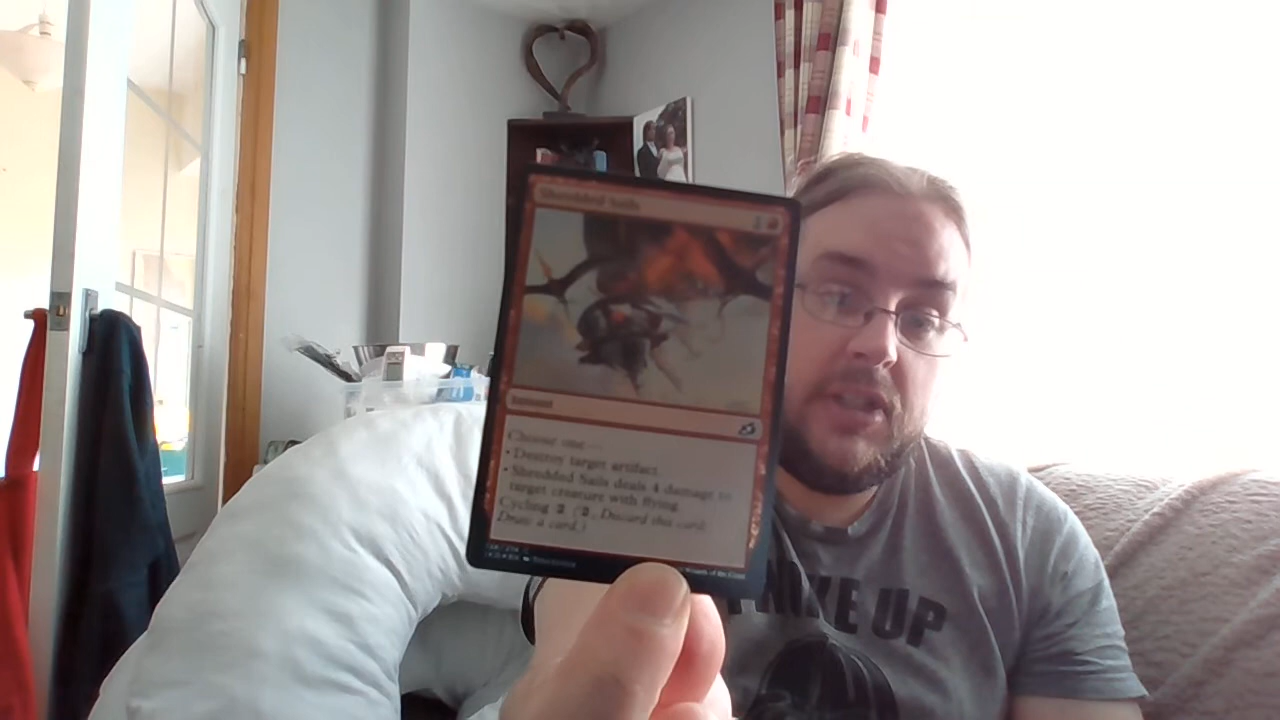 Shredded Sails
Instant
Choose one —
• Destroy target artifact.
• Shredded Sails deals 4 damage to
target creature with flying.
Cycling 2 (2, Discard this card:
Draw a card.)
KE UP